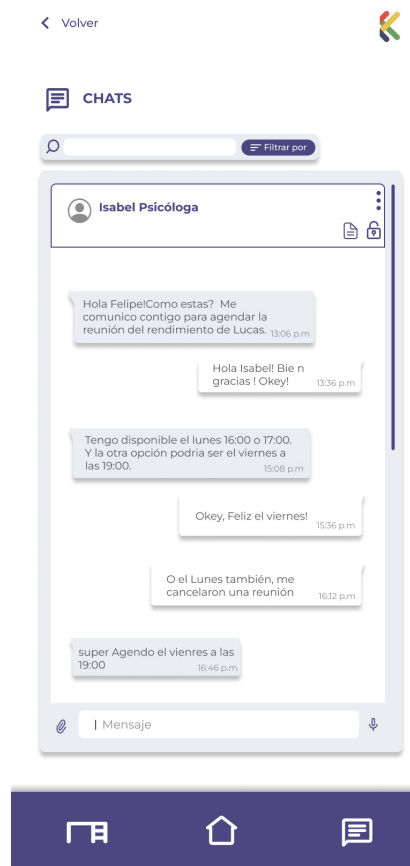 Volver
CHATS
Filtrar por
Isabel Psicóloga
Hola Felipe!Como estas? Me
comunico contigo para agendar la
reunión del rendimiento de Lucas. 13:06 p.m
Hola Isabel! Bie n
gracias ! Okey! 13:36 p.m
Tengo disponible el lunes 16:00 o 17:00.
Y la otra opción podria ser el viernes a
las 19:00. 15:08 p.m
Okey, Feliz el viernes!
15:36 p.m
O el Lunes también, me
cancelaron una reunión 16:12 p.m
super Agendo el vienres a las
19:00 16:46 p.m
Mensaje